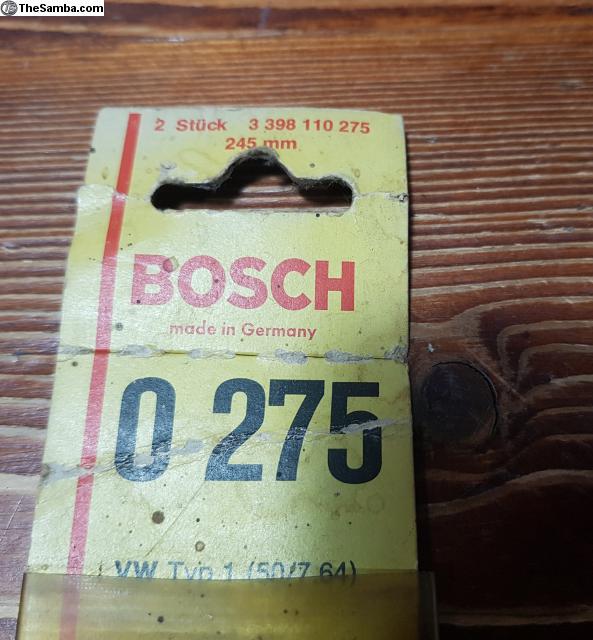 TheSamba.com
2 Stück 3 398 110 275
245 mm
BOSCH
made in Germany
0 275
VW Typ 1 (50/7.64)